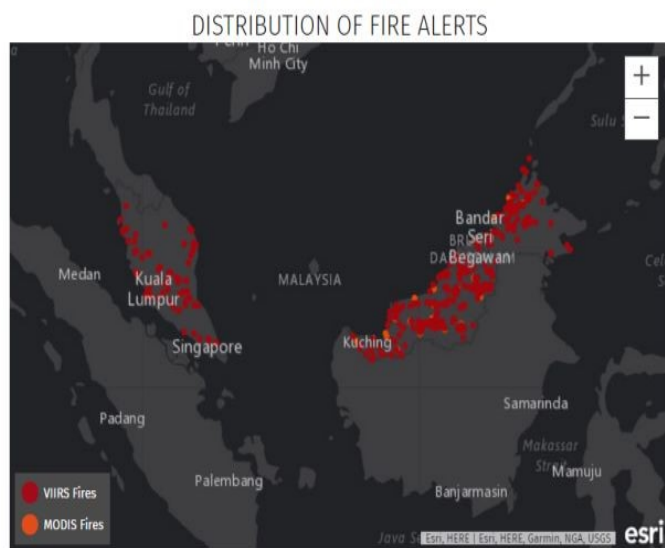 DISTRIBUTION OF FIRE ALERTS
Ho Chi
Minh City
Gulf of
Thailand
+
−
Sulu
Bandar
Seri
Begawan
Medan
Kuala
Lumpur
MALAYSIA
Singapore
Kuching
Samarinda
Padang
Makassar
Mamuju
Palembang
Banjarmasin
VIIRS Fires
MODIS Fires
Java
Esri, HERE | Esri, HERE, Garmin, NGA, USGS
esri